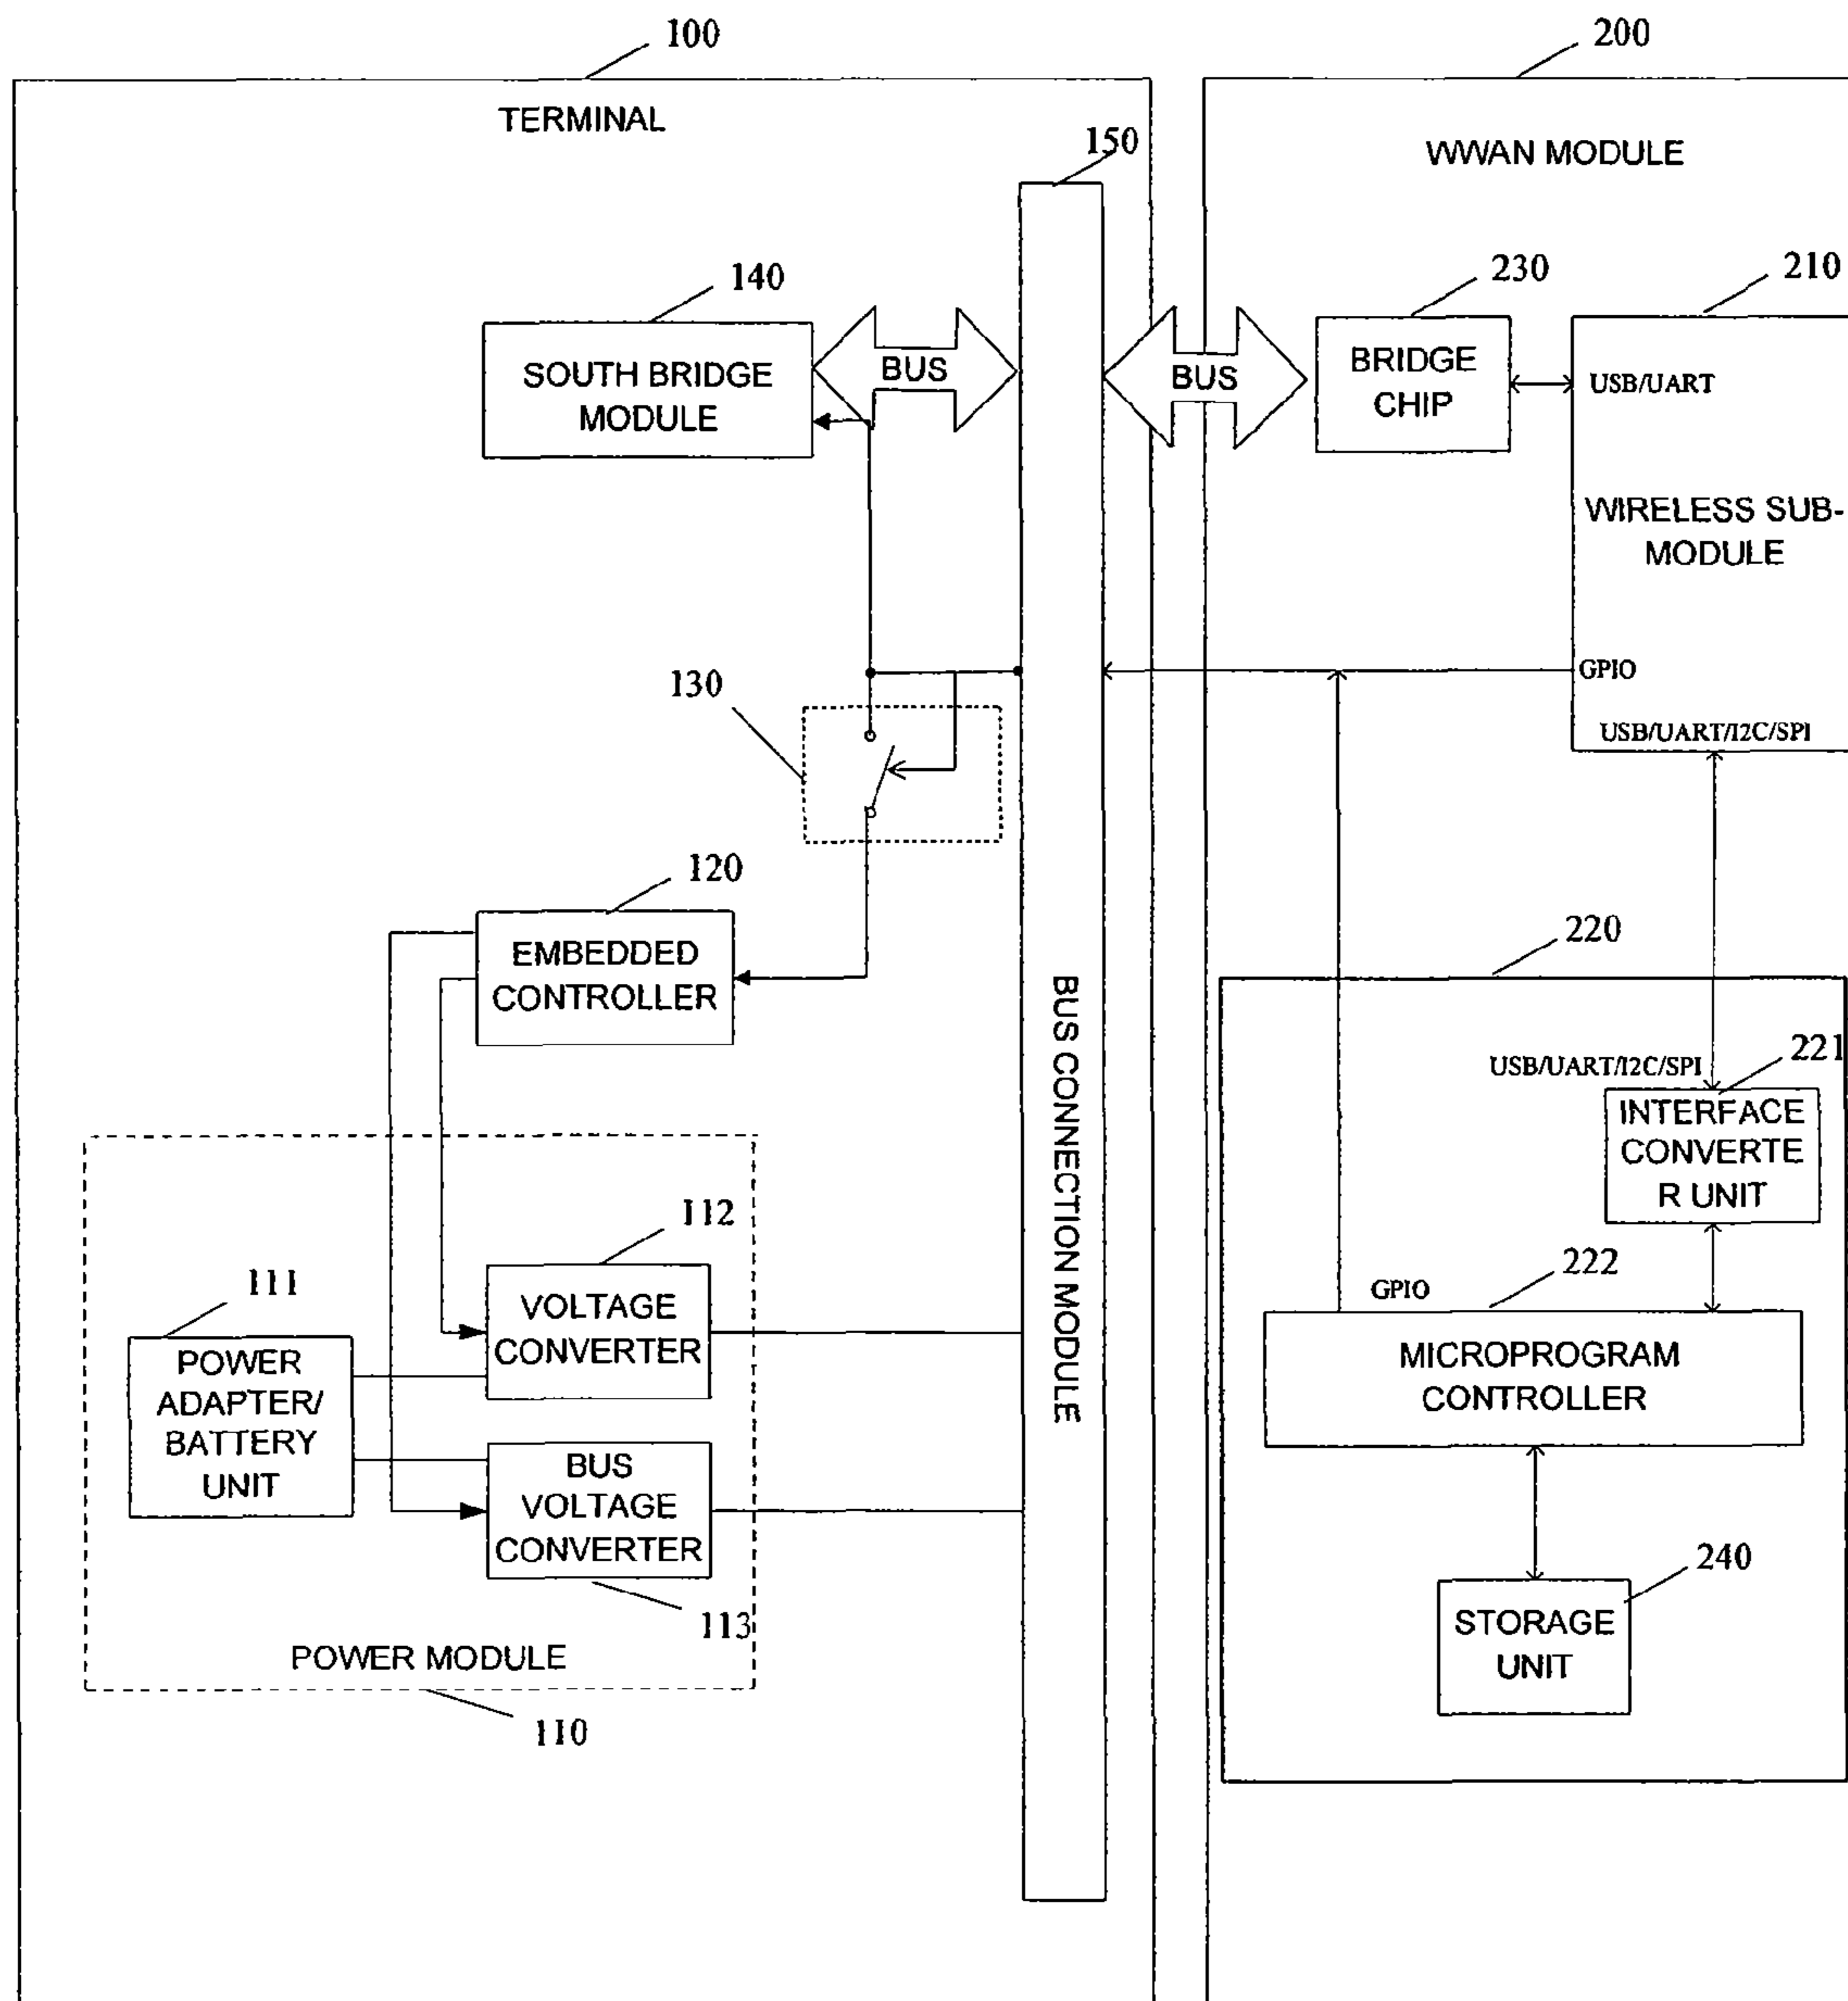 100
200
TERMINAL
WWAN MODULE
150
140
230
210
SOUTH BRIDGE
MODULE
BUS
BUS
BRIDGE
CHIP
USB/UART
WIRELESS SUB-
MODULE
GPIO
130
USB/UART/I2C/SPI
120
EMBEDDED
CONTROLLER
220
BUS CONNECTION MODULE
USB/UART/I2C/SPI
221
INTERFACE
CONVERTE
R UNIT
112
222
111
GPIO
VOLTAGE
CONVERTER
POWER
ADAPTER/
BATTERY
UNIT
MICROPROGRAM
CONTROLLER
BUS
VOLTAGE
CONVERTER
240
113
STORAGE
UNIT
POWER MODULE
110